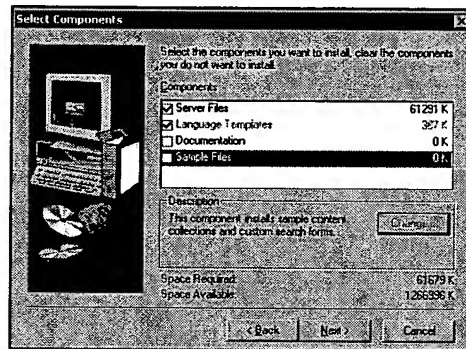 Select Components
Select the components you want to install, clear the components
you do not want to install.
Components
Server Files 61291 K
Language Templates 387 K
Documentation 0 K
Sample Files 0 K
Description
This component installs sample content
collections and custom search forms.
Change...
Space Required: 61679 K
Space Available: 1266996 K
< Back Next > Cancel